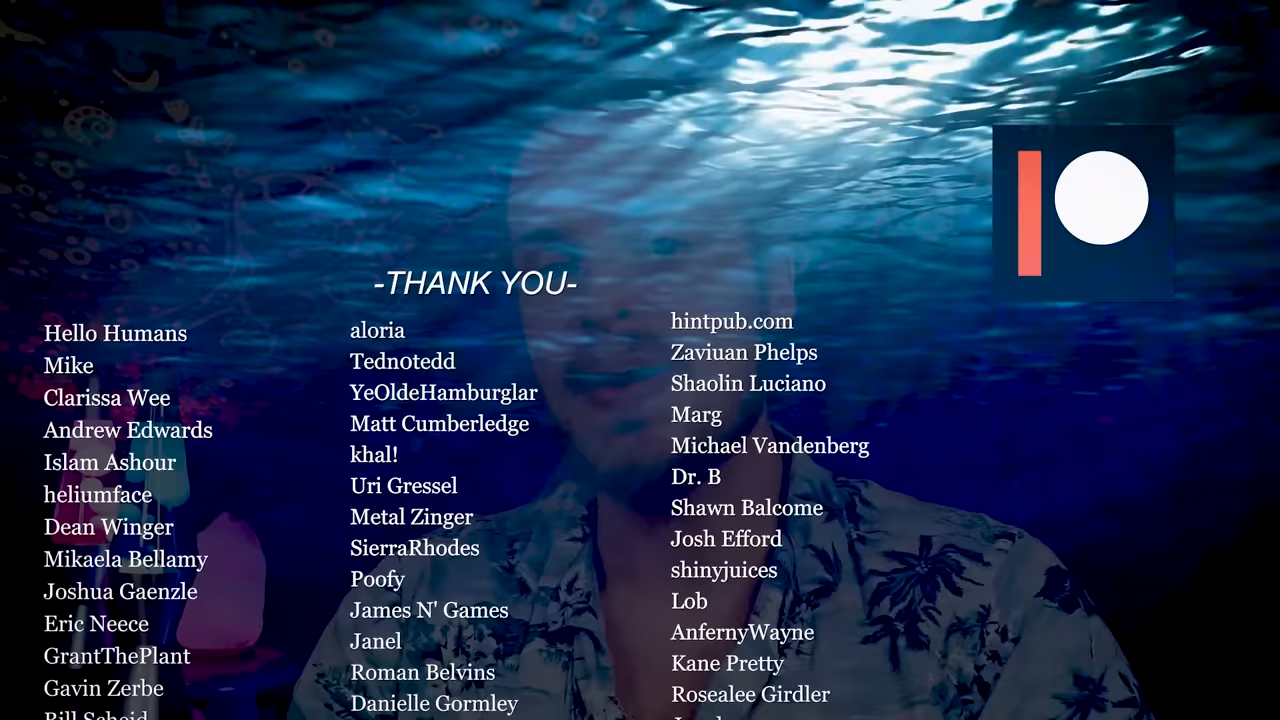 -THANK YOU-
Hello Humans
Mike
Clarissa Wee
Andrew Edwards
Islam Ashour
heliumface
Dean Winger
Mikaela Bellamy
Joshua Gaenzle
Eric Neece
GrantThePlant
Gavin Zerbe
Bill Scheid
aloria
Tednotedd
YeOldeHamburglar
Matt Cumberledge
khal!
Uri Gressel
Metal Zinger
SierraRhodes
Poofy
James N' Games
Janel
Roman Belvins
Danielle Gormley
hintpub.com
Zaviuan Phelps
Shaolin Luciano
Marg
Michael Vandenberg
Dr. B
Shawn Balcome
Josh Efford
shinyjuices
Lob
AnfernyWayne
Kane Pretty
Rosealee Girdler